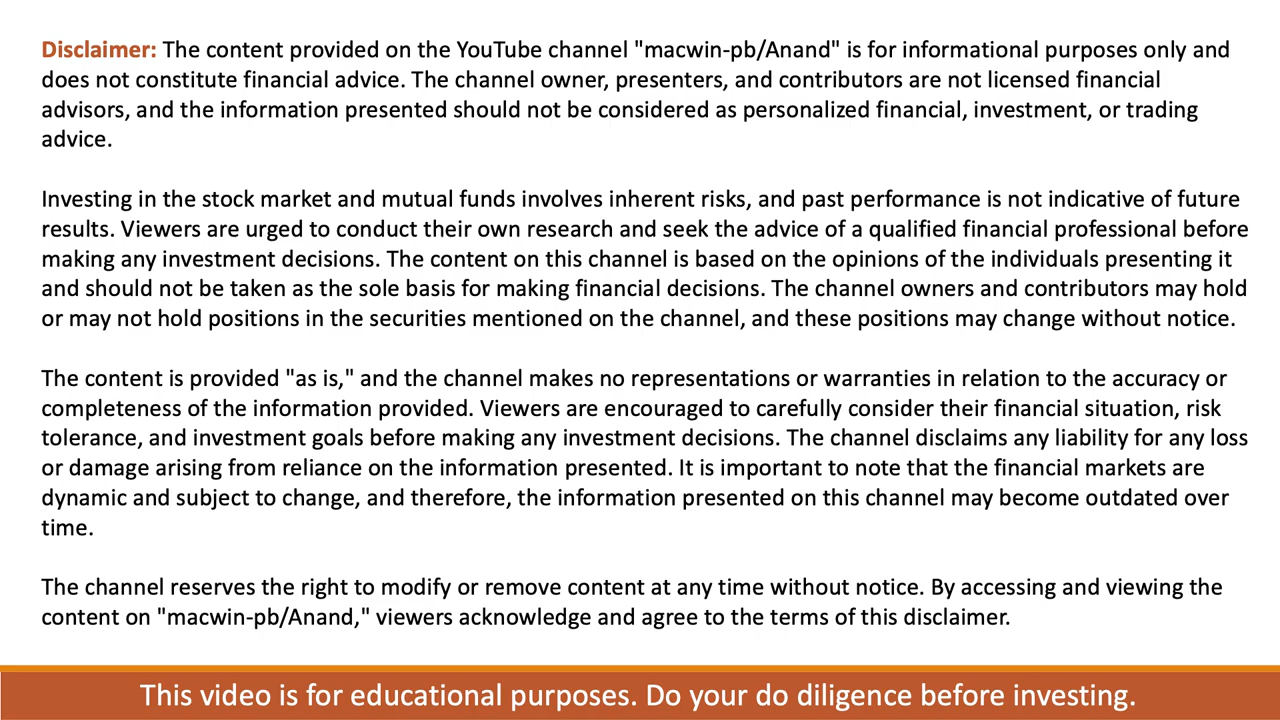 Disclaimer: The content provided on the YouTube channel "macwin-pb/Anand" is for informational purposes only and
does not constitute financial advice. The channel owner, presenters, and contributors are not licensed financial
advisors, and the information presented should not be considered as personalized financial, investment, or trading
advice.
Investing in the stock market and mutual funds involves inherent risks, and past performance is not indicative of future
results. Viewers are urged to conduct their own research and seek the advice of a qualified financial professional before
making any investment decisions. The content on this channel is based on the opinions of the individuals presenting it
and should not be taken as the sole basis for making financial decisions. The channel owners and contributors may hold
or may not hold positions in the securities mentioned on the channel, and these positions may change without notice.
The content is provided "as is," and the channel makes no representations or warranties in relation to the accuracy or
completeness of the information provided. Viewers are encouraged to carefully consider their financial situation, risk
tolerance, and investment goals before making any investment decisions. The channel disclaims any liability for any loss
or damage arising from reliance on the information presented. It is important to note that the financial markets are
dynamic and subject to change, and therefore, the information presented on this channel may become outdated over
time.
The channel reserves the right to modify or remove content at any time without notice. By accessing and viewing the
content on "macwin-pb/Anand," viewers acknowledge and agree to the terms of this disclaimer.
This video is for educational purposes. Do your do diligence before investing.